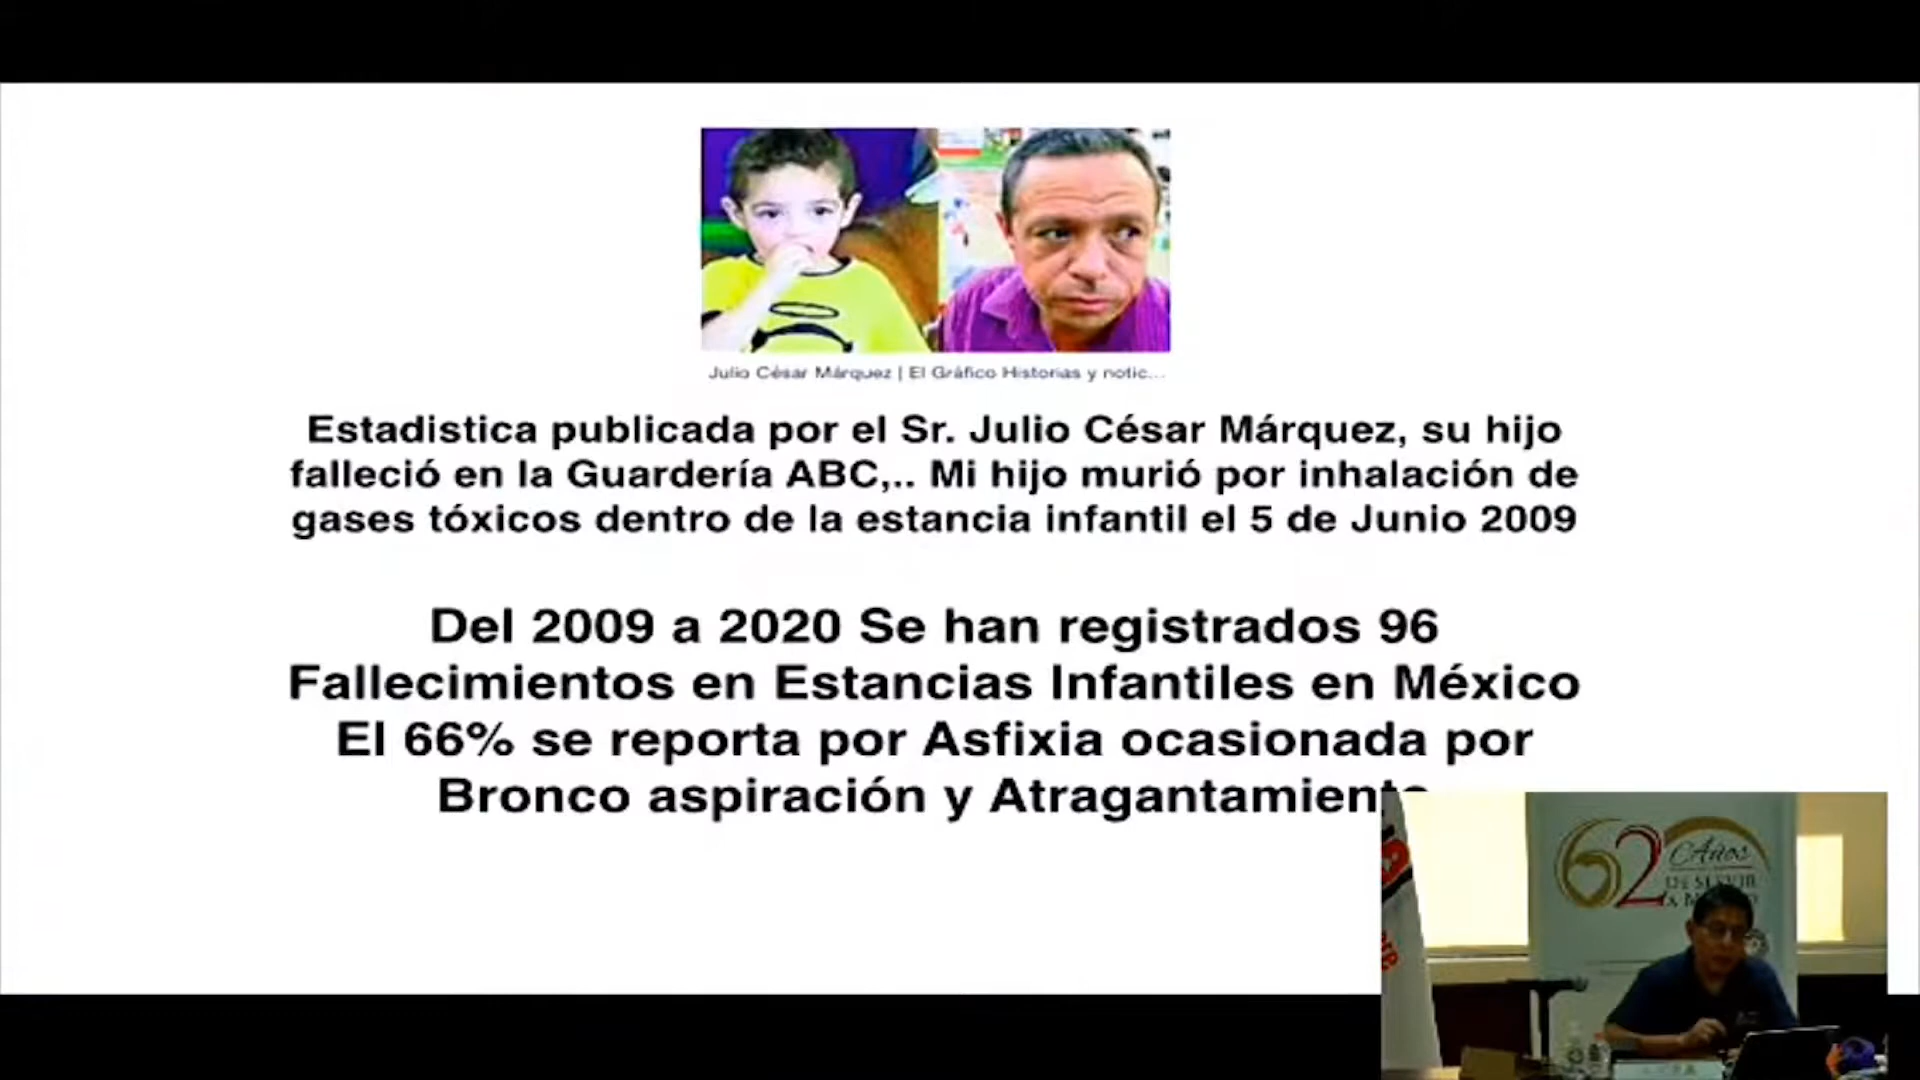 Julio César Márquez | El Gráfico Historias y notic...
Estadistica publicada por el Sr. Julio César Márquez, su hijo
falleció en la Guardería ABC,.. Mi hijo murió por inhalación de
gases tóxicos dentro de la estancia infantil el 5 de Junio 2009
Del 2009 a 2020 Se han registrados 96
Fallecimientos en Estancias Infantiles en México
El 66% se reporta por Asfixia ocasionada por
Bronco aspiración y Atragantamiento
62 Años
DE SERVIR